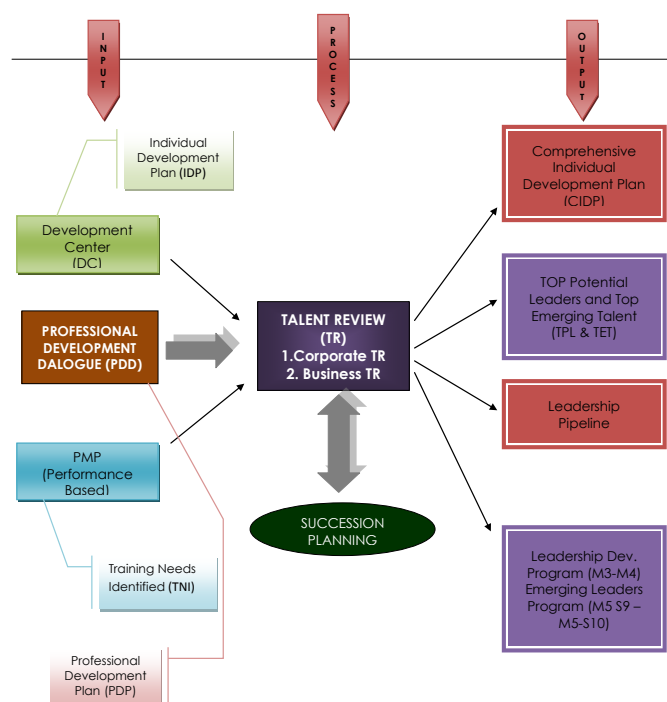 INPUT
PROCESS
OUTPUT
Individual
Development
Plan (IDP)
Development
Center
(DC)
PROFESSIONAL
DEVELOPMENT
DALOGUE (PDD)
PMP
(Performance
Based)
Training Needs
Identified (TNI)
Professional
Development
Plan (PDP)
TALENT REVIEW
(TR)
1.Corporate TR
2. Business TR
SUCCESSION
PLANNING
Comprehensive
Individual
Development Plan
(CIDP)
TOP Potential
Leaders and Top
Emerging Talent
(TPL & TET)
Leadership
Pipeline
Leadership Dev.
Program (M3-M4)
Emerging Leaders
Program (M5 S9 –
M5-S10)